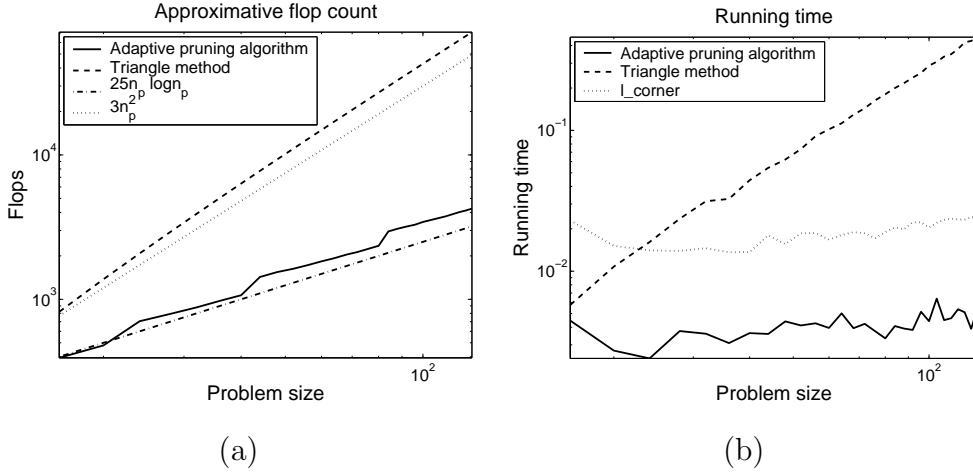 Approximative flop count
Adaptive pruning algorithm
Triangle method
25n_p logn_p
3n_p^2
10^4
10^3
Flops
10^2
Problem size
(a)
Running time
Adaptive pruning algorithm
Triangle method
l_corner
10^-1
10^-2
Running time
10^2
Problem size
(b)